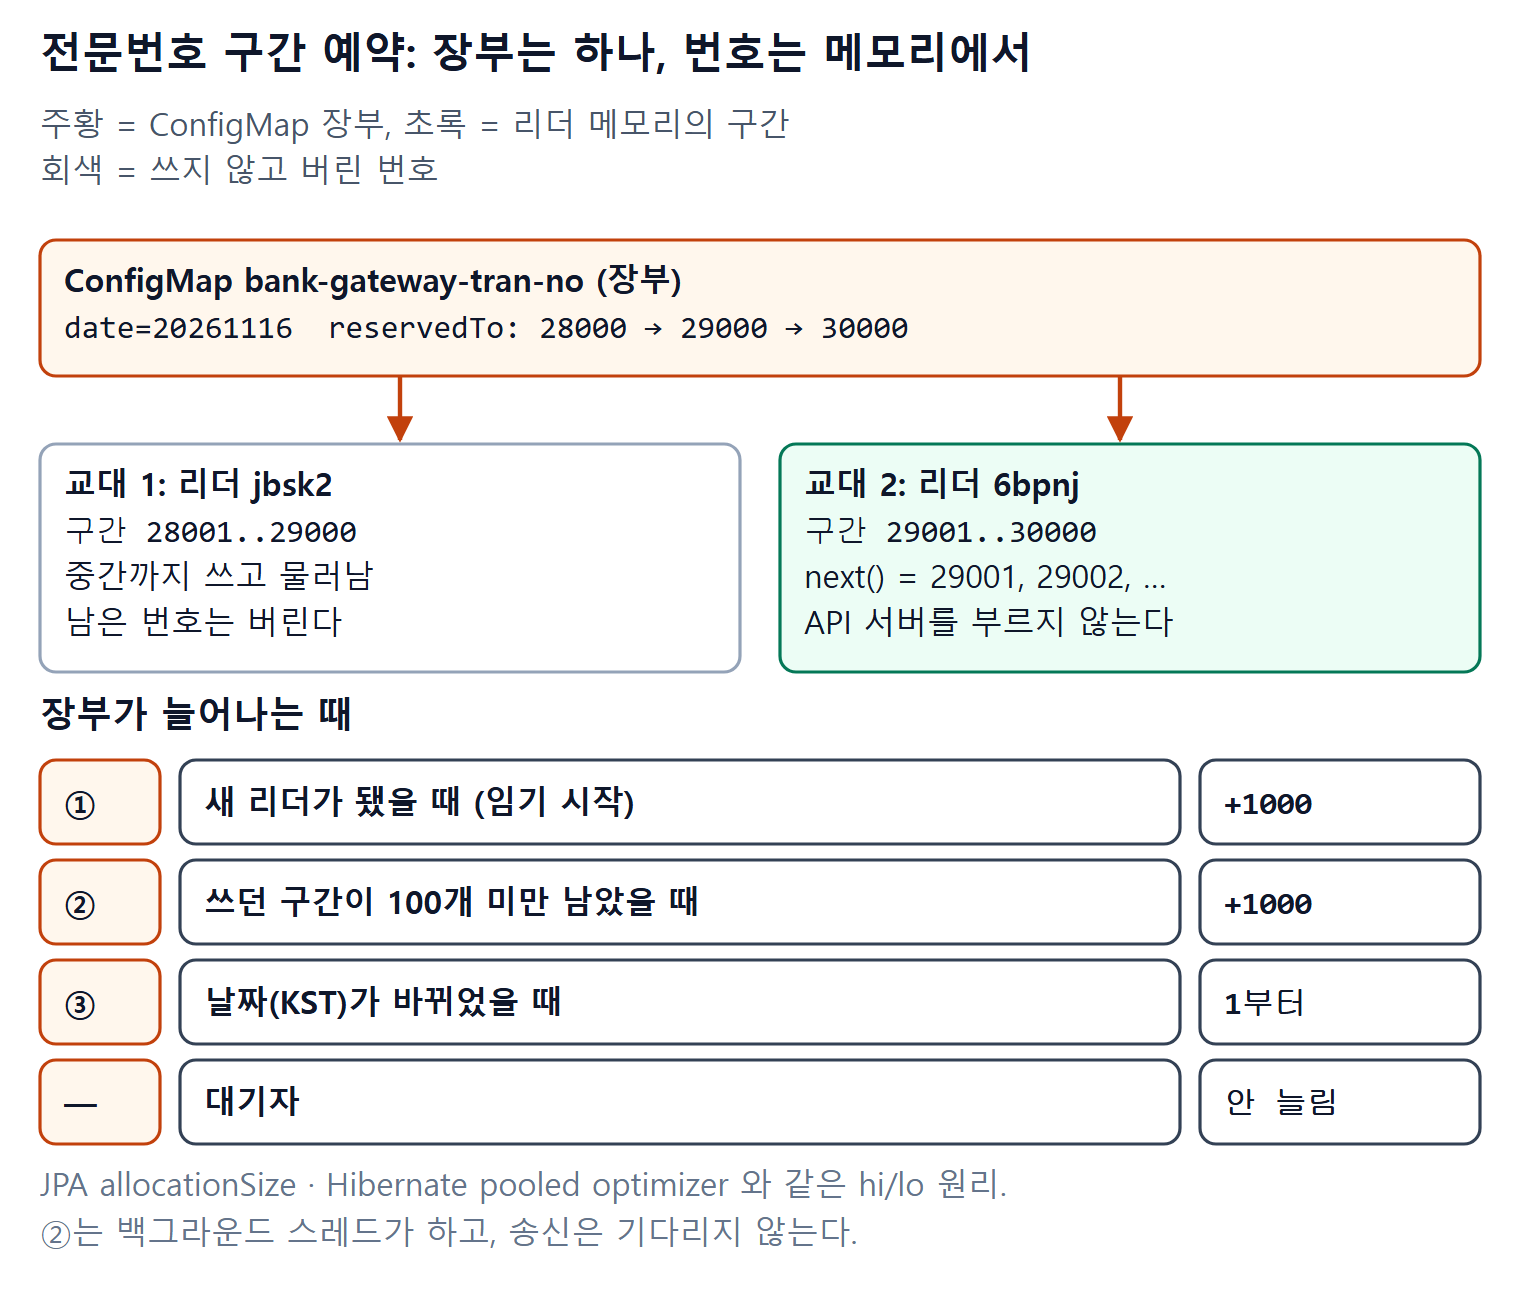 전문번호 구간 예약: 장부는 하나, 번호는 메모리에서
주황 = ConfigMap 장부, 초록 = 리더 메모리의 구간
회색 = 쓰지 않고 버린 번호
ConfigMap bank-gateway-tran-no (장부)
date=20261116  reservedTo: 28000 → 29000 → 30000
교대 1: 리더 jbsk2
구간 28001..29000
중간까지 쓰고 물러남
남은 번호는 버린다
교대 2: 리더 6bpnj
구간 29001..30000
next() = 29001, 29002, ...
API 서버를 부르지 않는다
장부가 늘어나는 때
① 새 리더가 됐을 때 (임기 시작) +1000
② 쓰던 구간이 100개 미만 남았을 때 +1000
③ 날짜(KST)가 바뀌었을 때 1부터
— 대기자 안 늘림
JPA allocationSize · Hibernate pooled optimizer 와 같은 hi/lo 원리.
②는 백그라운드 스레드가 하고, 송신은 기다리지 않는다.